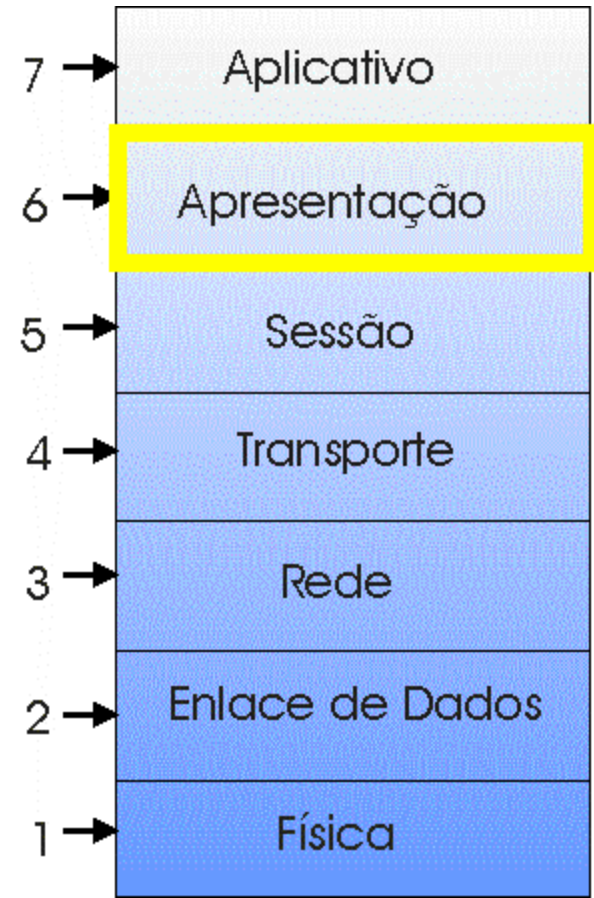 7 Aplicativo
6 Apresentação
5 Sessão
4 Transporte
3 Rede
2 Enlace de Dados
1 Física